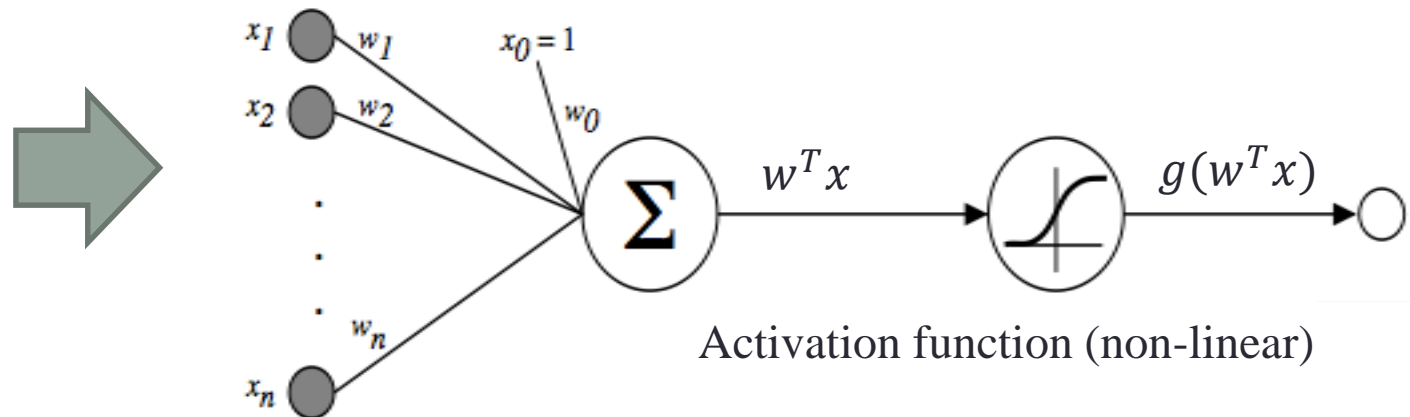 x1 w1 x0 = 1
x2 w2 w0
Σ wᵀx g(wᵀx)
.
.
.
wn
Activation function (non-linear)
xn